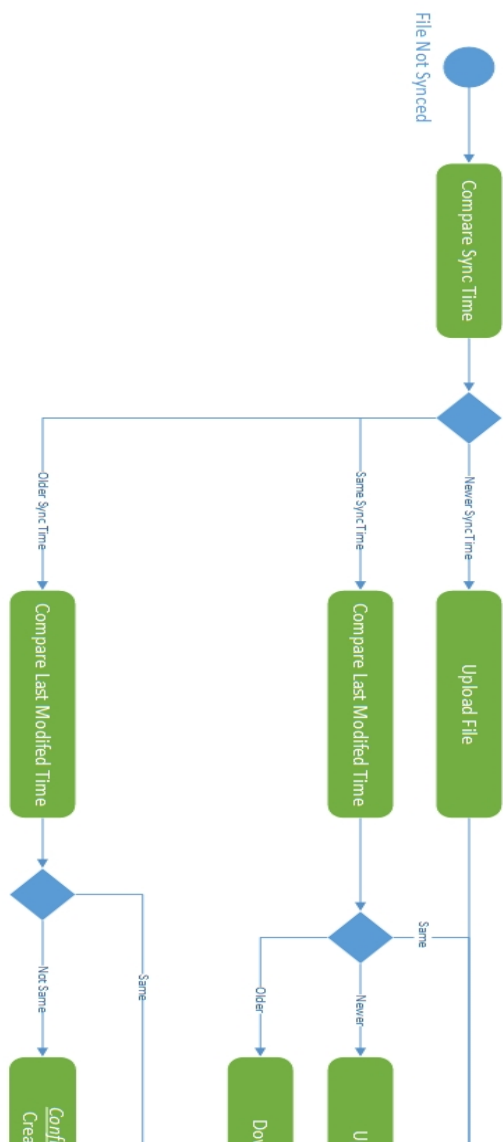 File Not Synced
Compare Sync Time
Newer Sync Time
Same Sync Time
Older Sync Time
Upload File
Compare Last Modifed Time
Compare Last Modifed Time
Same
Newer
Older
Same
Not Same